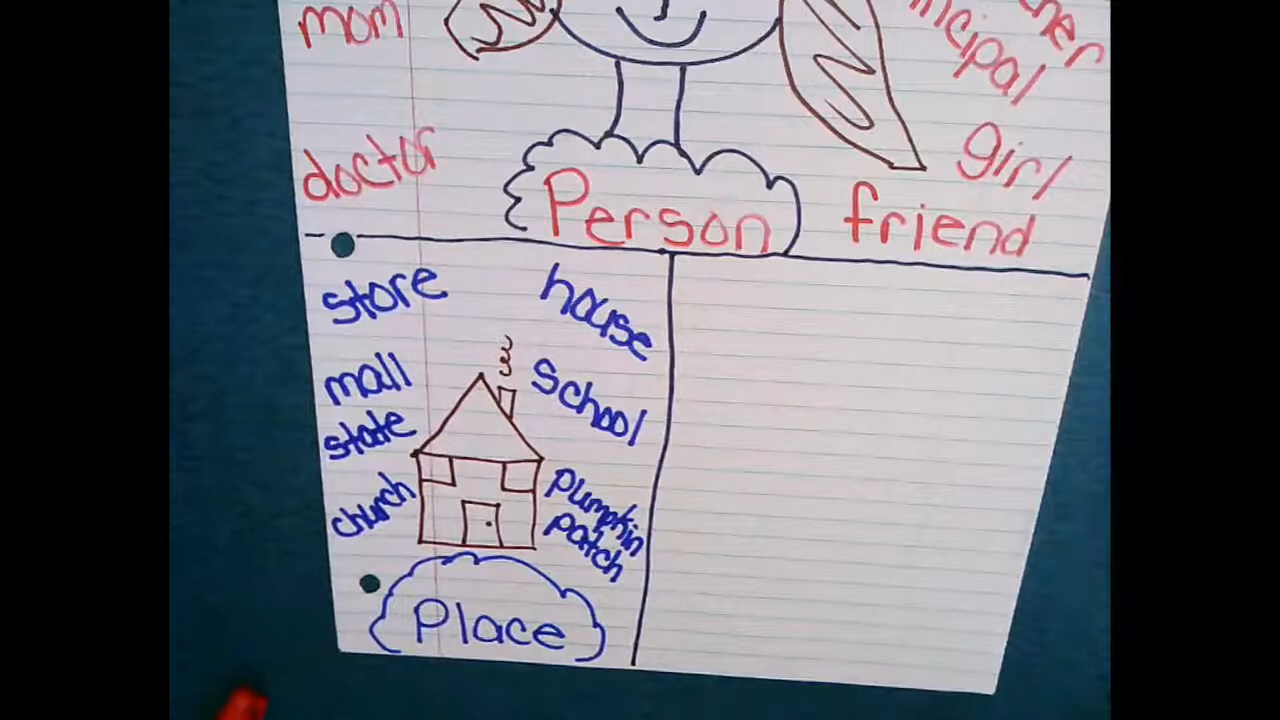 mom
doctor
Person
girl
friend
store
house
mall
school
state
church
pumpkin
patch
Place